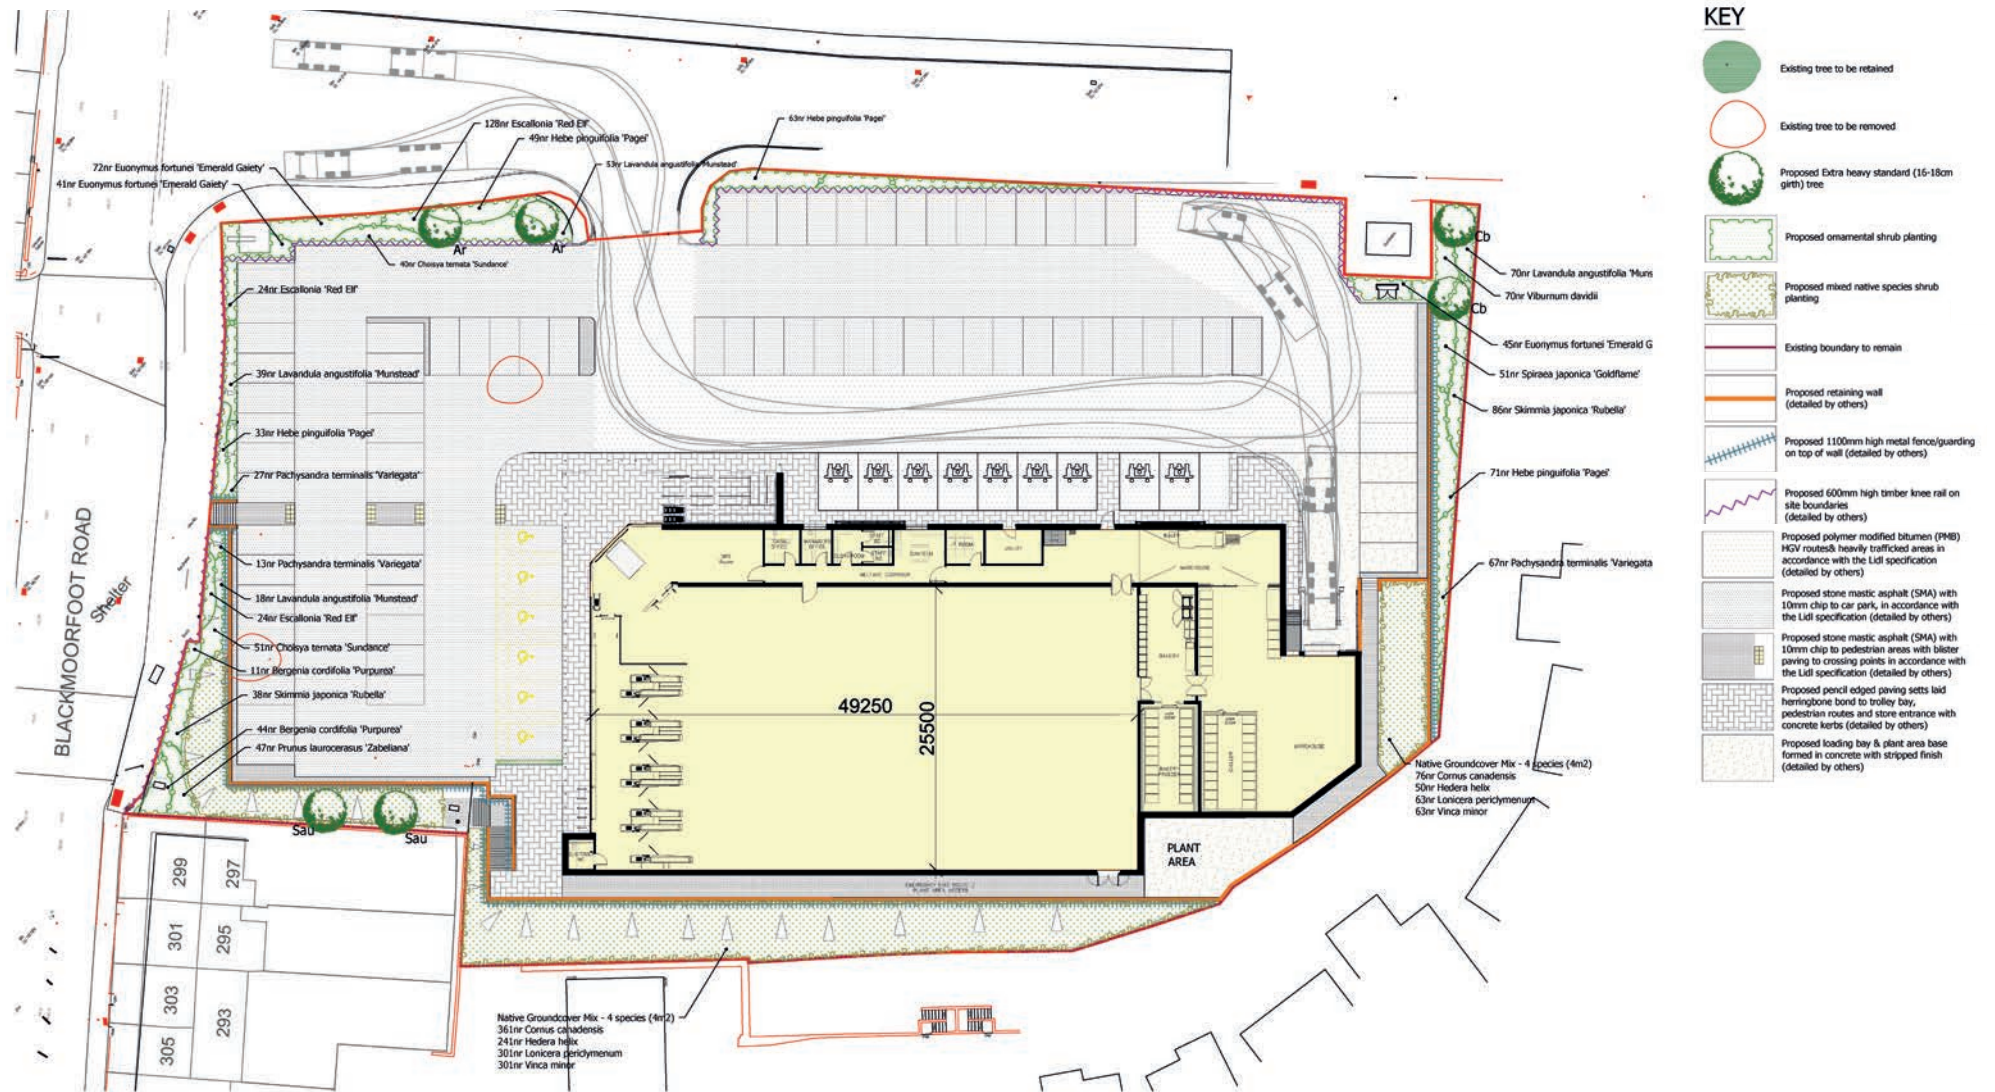 128nr Escallonia 'Red Elf'
49nr Hebe pinguifolia 'Pagei'
53nr Lavandula angustifolia 'Munstead'
63nr Hebe pinguifolia 'Pagei'
72nr Euonymus fortunei 'Emerald Gaiety'
41nr Euonymus fortunei 'Emerald Gaiety'
Ar
Ar
40nr Choisya ternata 'Sundance'
24nr Escallonia 'Red Elf'
39nr Lavandula angustifolia 'Munstead'
33nr Hebe pinguifolia 'Pagei'
27nr Pachysandra terminalis 'Variegata'
13nr Pachysandra terminalis 'Variegata'
18nr Lavandula angustifolia 'Munstead'
24nr Escallonia 'Red Elf'
51nr Choisya ternata 'Sundance'
11nr Bergenia cordifolia 'Purpurea'
38nr Skimmia japonica 'Rubella'
44nr Bergenia cordifolia 'Purpurea'
47nr Prunus laurocerasus 'Zabeliana'
BLACKMOORFOOT ROAD
Shelter
Sau
Sau
299
297
301
295
303
293
305
49250
25500
BAKERY
WAREHOUSE
PLANT
AREA
Cb
Cb
70nr Lavandula angustifolia 'Muns
70nr Viburnum davidii
45nr Euonymus fortunei 'Emerald G
51nr Spiraea japonica 'Goldflame'
86nr Skimmia japonica 'Rubella'
71nr Hebe pinguifolia 'Pagei'
67nr Pachysandra terminalis 'Variegata
Native Groundcover Mix - 4 species (4m2)
76nr Cornus canadensis
50nr Hedera helix
63nr Lonicera periclymenum
63nr Vinca minor
Native Groundcover Mix - 4 species (4m2)
361nr Cornus canadensis
241nr Hedera helix
301nr Lonicera periclymenum
301nr Vinca minor
KEY
Existing tree to be retained
Existing tree to be removed
Proposed Extra heavy standard (16-18cm
girth) tree
Proposed ornamental shrub planting
Proposed mixed native species shrub
planting
Existing boundary to remain
Proposed retaining wall
(detailed by others)
Proposed 1100mm high metal fence/guarding
on top of wall (detailed by others)
Proposed 600mm high timber knee rail on
site boundaries
(detailed by others)
Proposed polymer modified bitumen (PMB)
HGV routes& heavily trafficked areas in
accordance with the Lidl specification
(detailed by others)
Proposed stone mastic asphalt (SMA) with
10mm chip to car park, in accordance with
the Lidl specification (detailed by others)
Proposed stone mastic asphalt (SMA) with
10mm chip to pedestrian areas with blister
paving to crossing points in accordance with
the Lidl specification (detailed by others)
Proposed pencil edged paving setts laid
herringbone bond to trolley bay,
pedestrian routes and store entrance with
concrete kerbs (detailed by others)
Proposed loading bay & plant area base
formed in concrete with stripped finish
(detailed by others)